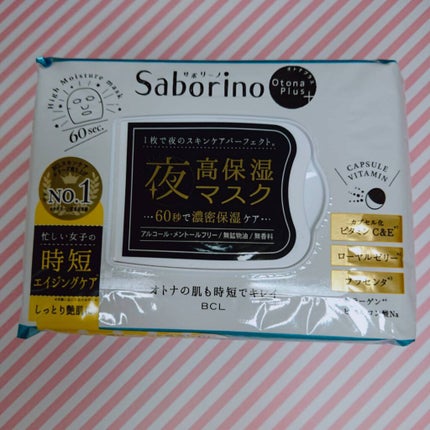 High Moisture mask
60 sec.
サボリーノ
Saborino
オトナプラス
Otona
Plus +
1枚で夜のスキンケアパーフェクト。
夜 高保湿
マスク
60秒で濃密保湿ケア
アルコール・メントールフリー/無鉱物油/無香料
NO.1
忙しい女子の
時短
エイジングケア
しっとり艶肌
CAPSULE
VITAMIN
カプセル化
ビタミンC&E
ローヤルゼリー
プラセンタ
コラーゲン
オトナの肌も時短でキレイ
BCL